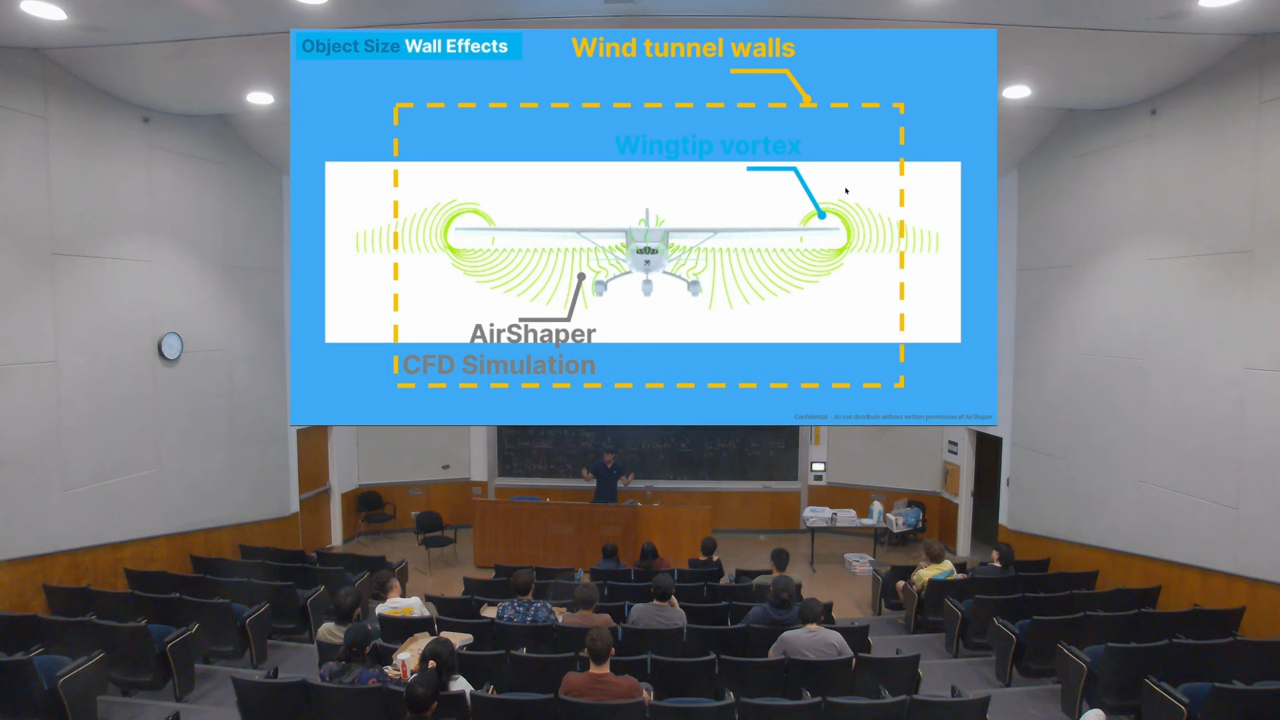 Object Size Wall Effects
Wind tunnel walls
Wingtip vortex
AirShaper
CFD Simulation
Confidential - do not distribute without written permission of AirShaper